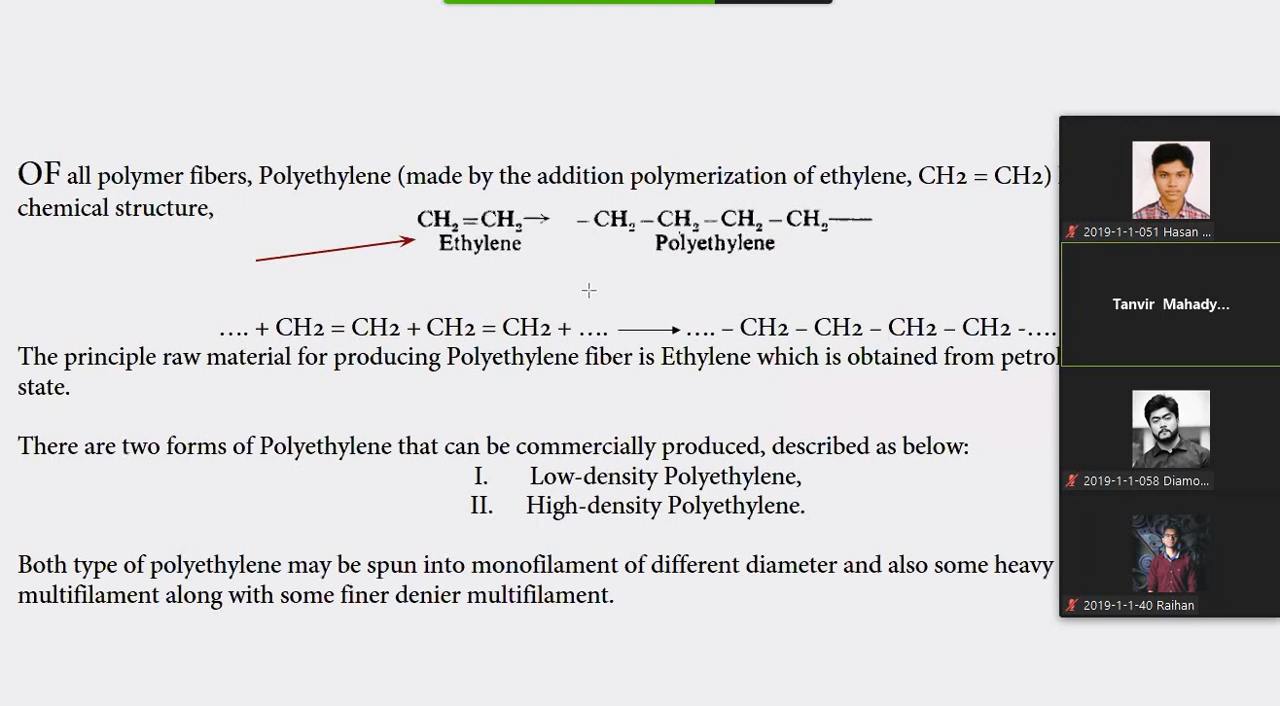 OF all polymer fibers, Polyethylene (made by the addition polymerization of ethylene, CH2 = CH2)
chemical structure,
CH₂=CH₂→ –CH₂–CH₂–CH₂–CH₂—
Ethylene Polyethylene
.... + CH2 = CH2 + CH2 = CH2 + .... ⟶ .... – CH2 – CH2 – CH2 – CH2 -....
The principle raw material for producing Polyethylene fiber is Ethylene which is obtained from
state.
There are two forms of Polyethylene that can be commercially produced, described as below:
I. Low-density Polyethylene,
II. High-density Polyethylene.
Both type of polyethylene may be spun into monofilament of different diameter and also some heavy
multifilament along with some finer denier multifilament.
2019-1-1-051 Hasan ...
Tanvir Mahady...
2019-1-1-058 Diamo...
2019-1-1-40 Raihan